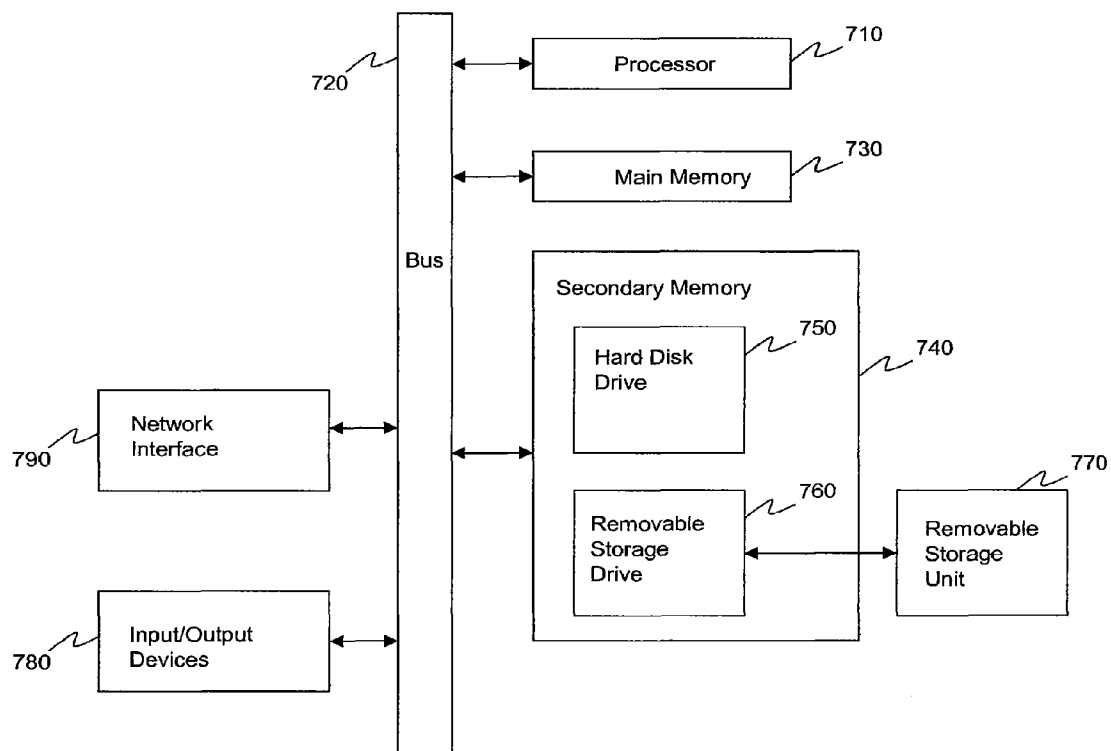 710
Processor
720
730
Main Memory
Bus
Secondary Memory
750
Hard Disk
Drive
740
Network
Interface
790
770
760
Removable
Storage
Drive
Removable
Storage
Unit
Input/Output
Devices
780